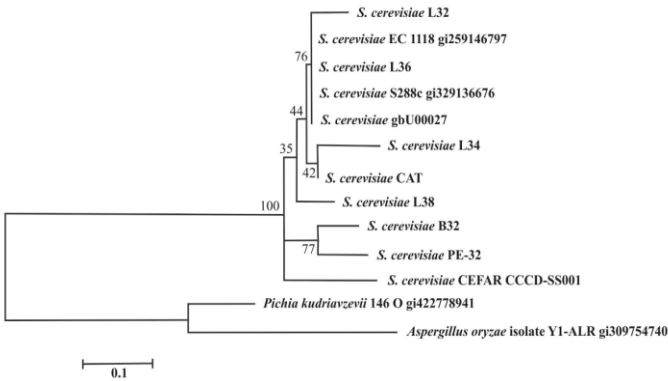 S. cerevisiae L32
S. cerevisiae EC 1118 gi259146797
76
S. cerevisiae L36
S. cerevisiae S288c gi329136676
44
S. cerevisiae gbU00027
35
S. cerevisiae L34
42
S. cerevisiae CAT
100
S. cerevisiae L38
S. cerevisiae B32
77
S. cerevisiae PE-32
S. cerevisiae CEFAR CCCD-SS001
Pichia kudriavzevii 146 O gi422778941
Aspergillus oryzae isolate Y1-ALR gi309754740
0.1